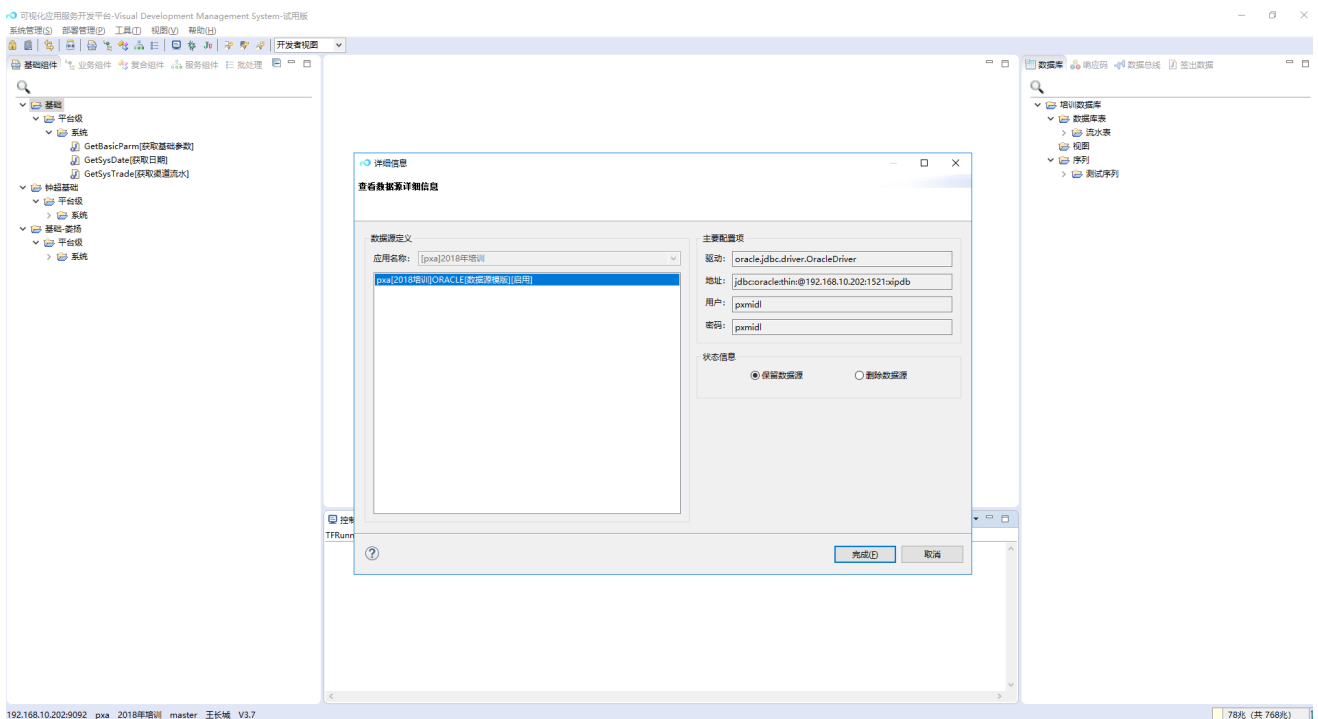 可视化应用服务开发平台-Visual Development Management System-试用版
系统管理(S) 部署管理(P) 工具(T) 视图(V) 帮助(H)
开发者视图
基础组件 业务组件 复合组件 服务组件 批处理
数据库 响应码 数据总线 签出数据
基础
平台级
系统
GetBasicParm[获取基础参数]
GetSysDate[获取日期]
GetSysTrade[获取渠道流水]
钟超基础
平台级
系统
基础-娄扬
平台级
系统
培训数据库
数据库表
流水表
视图
序列
测试序列
详细信息
查看数据源详细信息
数据源定义
应用名称: [pxa]2018年培训
pxa[2018培训]ORACLE[数据源模版][启用]
主要配置项
驱动: oracle.jdbc.driver.OracleDriver
地址: jdbc:oracle:thin:@192.168.10.202:1521:xipdb
用户: pxmidl
密码: pxmidl
状态信息
保留数据源 删除数据源
完成(F) 取消
控制
TFRunn
192.168.10.202:9092 pxa 2018年培训 master 王长城 V3.7
78兆 (共 768兆)